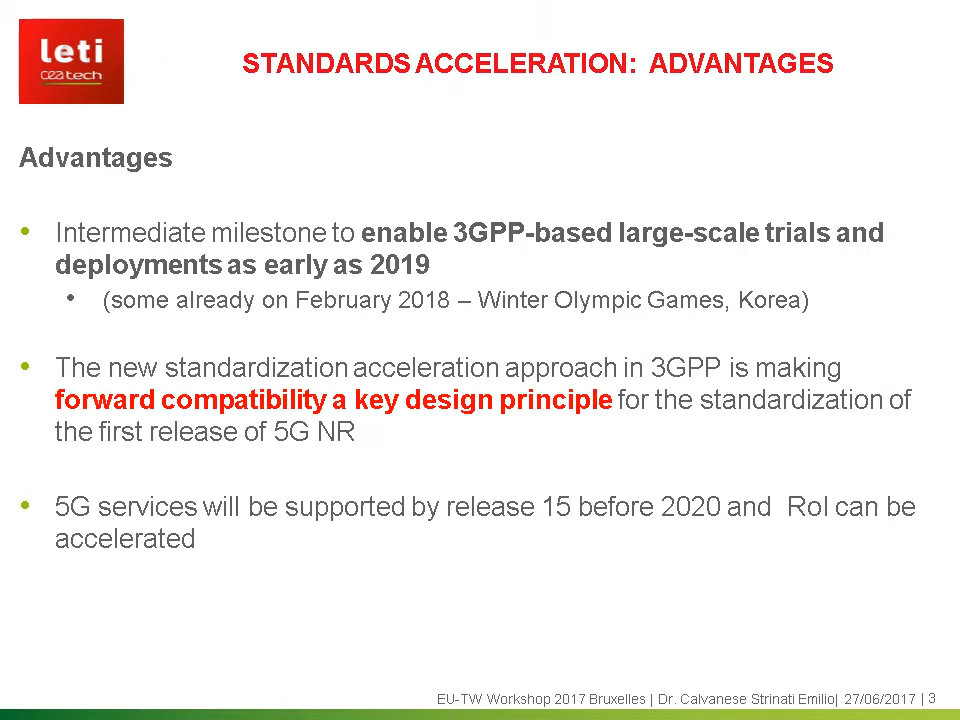 leti
ceatech
STANDARDS ACCELERATION: ADVANTAGES
Advantages
• Intermediate milestone to enable 3GPP-based large-scale trials and
deployments as early as 2019
• (some already on February 2018 – Winter Olympic Games, Korea)
• The new standardization acceleration approach in 3GPP is making
forward compatibility a key design principle for the standardization of
the first release of 5G NR
• 5G services will be supported by release 15 before 2020 and RoI can be
accelerated
EU-TW Workshop 2017 Bruxelles | Dr. Calvanese Strinati Emilio| 27/06/2017 | 3